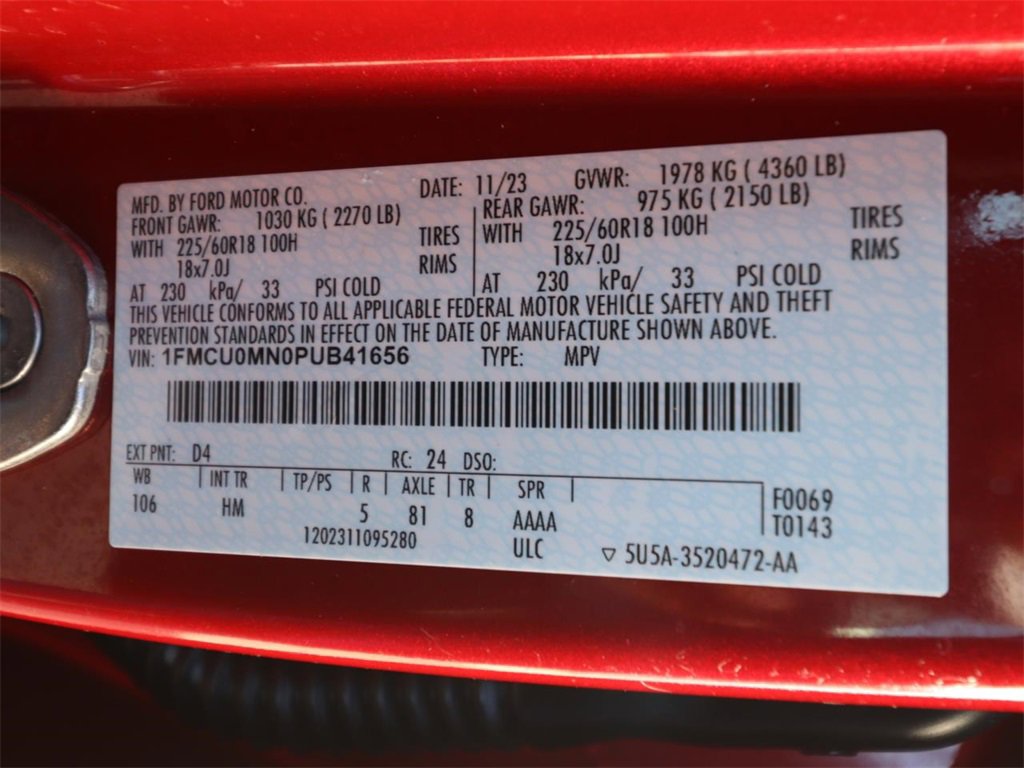 MFD. BY FORD MOTOR CO. DATE: 11/23 GVWR: 1978 KG ( 4360 LB)
FRONT GAWR: 1030 KG ( 2270 LB) REAR GAWR: 975 KG ( 2150 LB)
WITH 225/60R18 100H TIRES WITH 225/60R18 100H TIRES
18x7.0J RIMS 18x7.0J RIMS
AT 230 kPa/ 33 PSI COLD AT 230 kPa/ 33 PSI COLD
THIS VEHICLE CONFORMS TO ALL APPLICABLE FEDERAL MOTOR VEHICLE SAFETY AND THEFT
PREVENTION STANDARDS IN EFFECT ON THE DATE OF MANUFACTURE SHOWN ABOVE.
VIN: 1FMCU0MN0PUB41656 TYPE: MPV
EXT PNT: D4 RC: 24 DSO:
WB INT TR TP/PS R AXLE TR SPR
106 HM 5 81 8 AAAA F0069
T0143
1202311095280 ULC ▽ 5U5A-3520472-AA